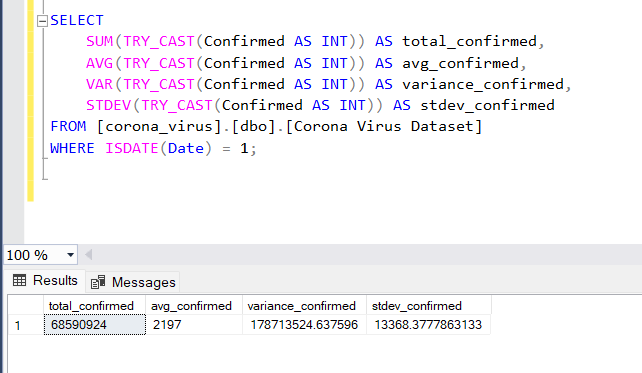 SELECT
SUM(TRY_CAST(Confirmed AS INT)) AS total_confirmed,
AVG(TRY_CAST(Confirmed AS INT)) AS avg_confirmed,
VAR(TRY_CAST(Confirmed AS INT)) AS variance_confirmed,
STDEV(TRY_CAST(Confirmed AS INT)) AS stdev_confirmed
FROM [corona_virus].[dbo].[Corona Virus Dataset]
WHERE ISDATE(Date) = 1;
100 %
Results Messages
total_confirmed avg_confirmed variance_confirmed stdev_confirmed
1 68590924 2197 178713524.637596 13368.3777863133